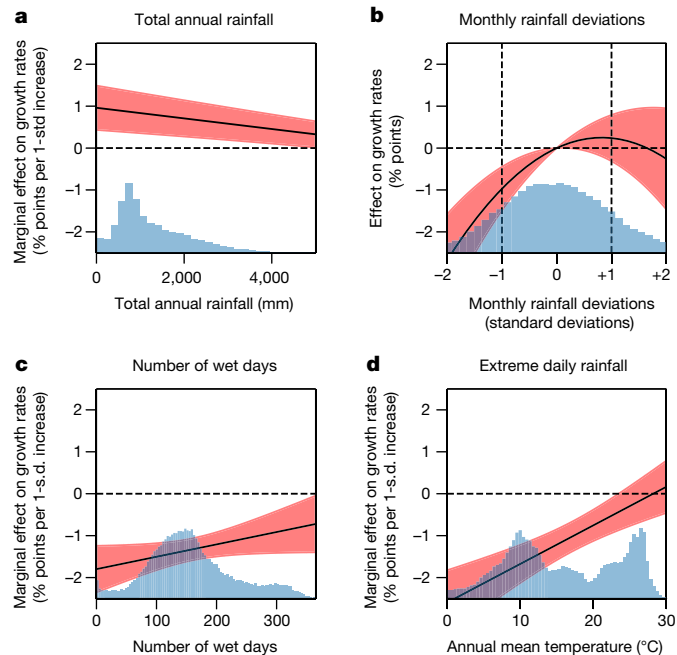 a
Total annual rainfall
Marginal effect on growth rates
(% points per 1-std increase)
2
1
0
–1
–2
0
2,000
4,000
Total annual rainfall (mm)
b
Monthly rainfall deviations
Effect on growth rates
(% points)
2
1
0
–1
–2
–2
–1
0
+1
+2
Monthly rainfall deviations
(standard deviations)
c
Number of wet days
Marginal effect on growth rates
(% points per 1-s.d. increase)
2
1
0
–1
–2
0
100
200
300
Number of wet days
d
Extreme daily rainfall
Marginal effect on growth rates
(% points per 1-s.d. increase)
2
1
0
–1
–2
0
10
20
30
Annual mean temperature (°C)